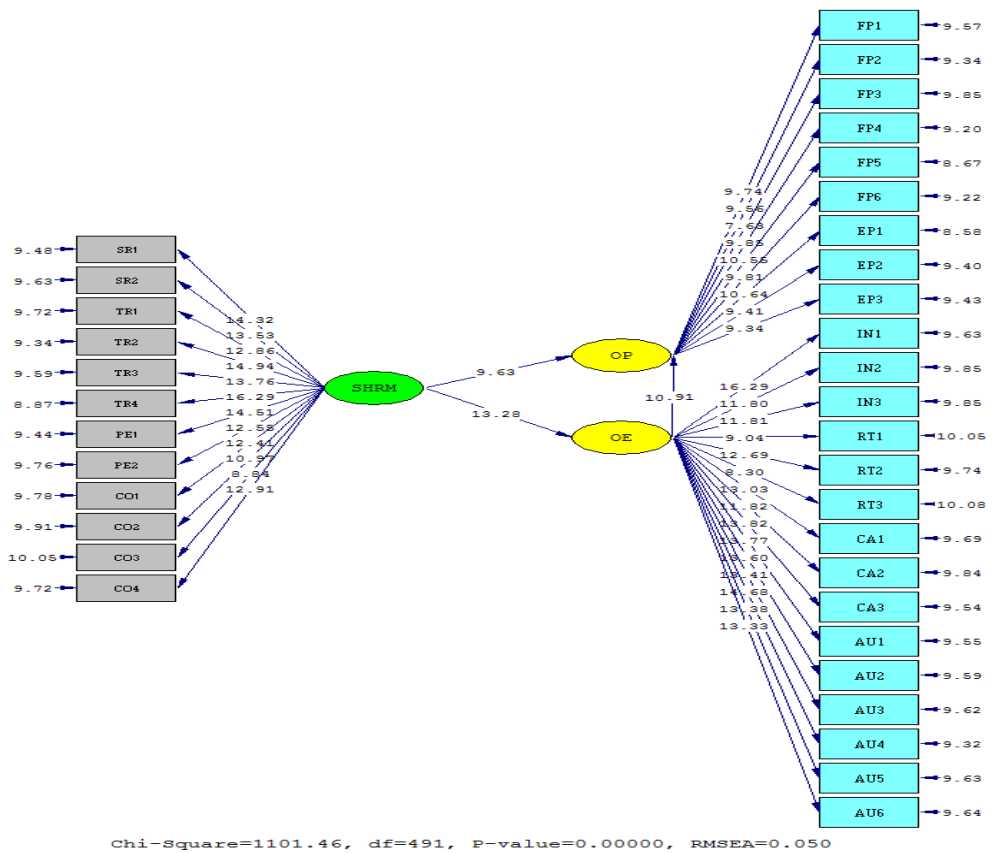 9.48 SR1
9.63 SR2
9.72 TR1
9.34 TR2
9.59 TR3
8.87 TR4
9.44 PE1
9.76 PE2
9.78 CO1
9.91 CO2
10.05 CO3
9.72 CO4
14.32
13.53
12.86
14.94
13.76
16.29
14.51
12.55
12.41
10.97
8.84
12.91
SHRM
9.63
13.28
OP
10.91
OE
9.74
9.56
7.63
9.85
10.55
9.81
10.64
9.41
9.34
16.29
11.80
11.81
9.04
12.69
8.30
13.03
11.82
13.82
13.77
13.41
14.68
13.38
13.33
FP1 9.57
FP2 9.34
FP3 9.85
FP4 9.20
FP5 8.67
FP6 9.22
EP1 8.58
EP2 9.40
EP3 9.43
IN1 9.63
IN2 9.85
IN3 9.85
RT1 10.05
RT2 9.74
RT3 10.08
CA1 9.69
CA2 9.84
CA3 9.54
AU1 9.55
AU2 9.59
AU3 9.62
AU4 9.32
AU5 9.63
AU6 9.64
Chi-Square=1101.46, df=491, P-value=0.00000, RMSEA=0.050